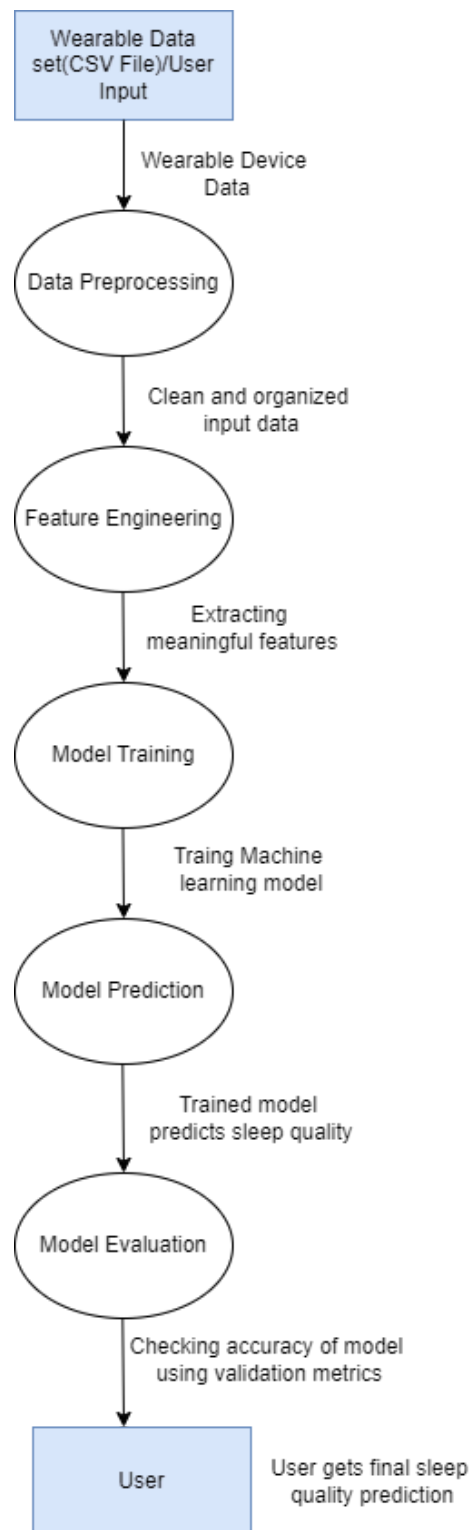 Wearable Data
set(CSV File)/User
Input
Wearable Device
Data
Data Preprocessing
Clean and organized
input data
Feature Engineering
Extracting
meaningful features
Model Training
Traing Machine
learning model
Model Prediction
Trained model
predicts sleep quality
Model Evaluation
Checking accuracy of model
using validation metrics
User
User gets final sleep
quality prediction